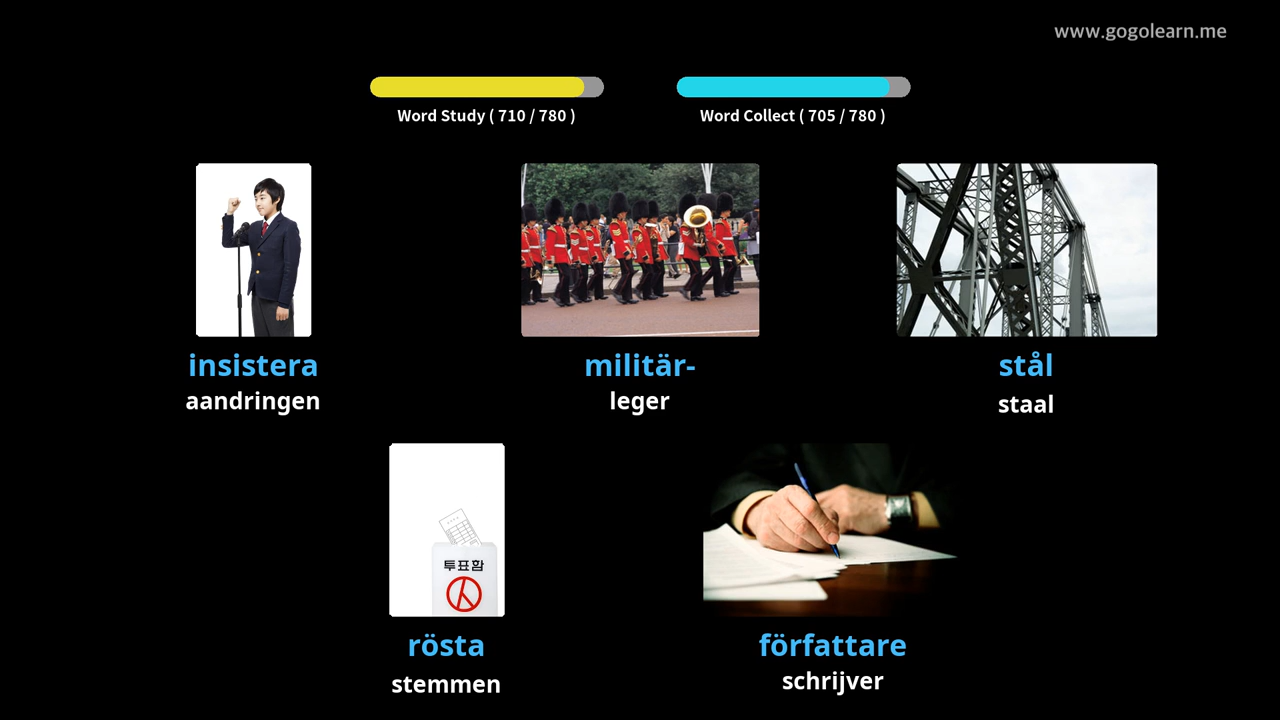 www.gogolearn.me
Word Study ( 710 / 780 )
Word Collect ( 705 / 780 )
insistera
aandringen
militär-
leger
stål
staal
투표함
rösta
stemmen
författare
schrijver